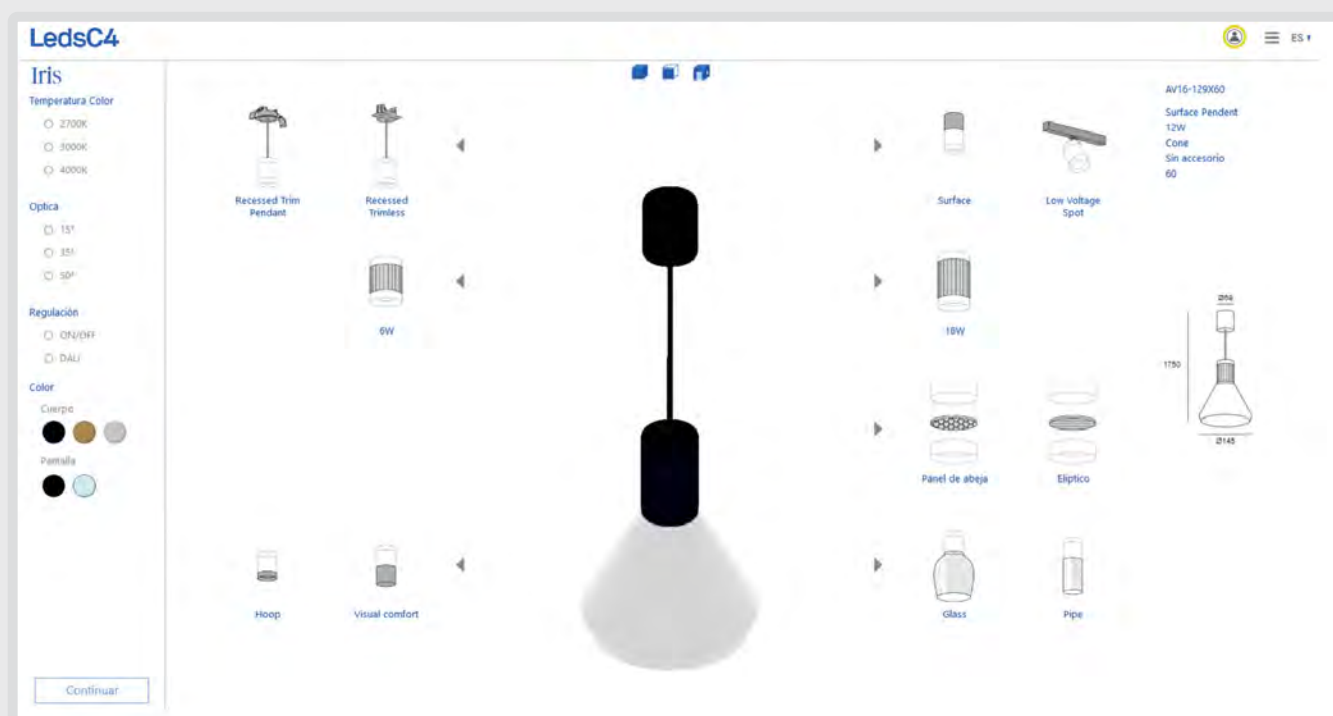 LedsC4
ES
Iris
Temperatura Color
2700K
3000K
4000K
Optica
15º
35º
50º
Regulación
ON/OFF
DALI
Color
Cuerpo
Pantalla
Continuar
Recessed Trim
Pendant
Recessed
Trimless
6W
Hoop
Visual comfort
Surface
Low Voltage
Spot
18W
Panel de abeja
Elíptico
Glass
Pipe
AV16-129X60
Surface Pendent
12W
Cone
Sin accesorio
60
1750
Ø145